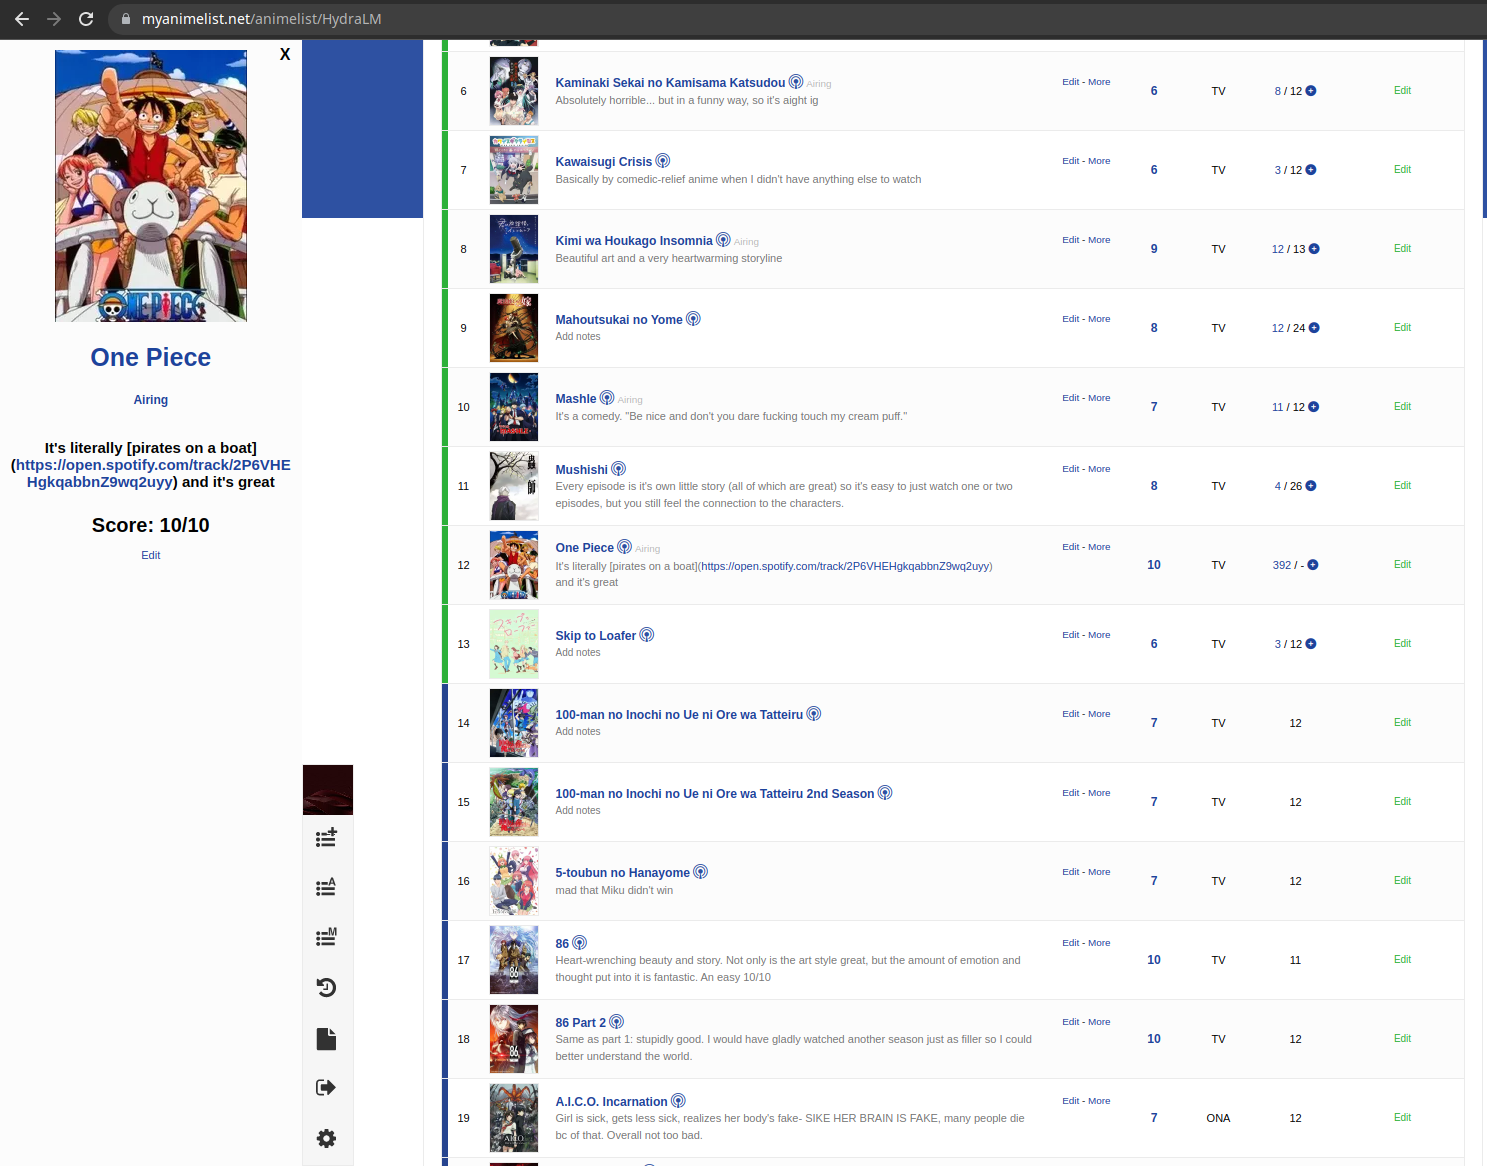 myanimelist.net/animelist/HydraLM
X
ONE PIECE
One Piece
Airing
It's literally [pirates on a boat]
(https://open.spotify.com/track/2P6VHE
HgkqabbnZ9wq2uyy) and it's great
Score: 10/10
Edit
6 Kaminaki Sekai no Kamisama Katsudou Airing Edit - More 6 TV 8 / 12 + Edit
Absolutely horrible... but in a funny way, so it's aight ig
7 Kawaisugi Crisis Edit - More 6 TV 3 / 12 + Edit
Basically by comedic-relief anime when I didn't have anything else to watch
8 Kimi wa Houkago Insomnia Airing Edit - More 9 TV 12 / 13 + Edit
Beautiful art and a very heartwarming storyline
9 Mahoutsukai no Yome Edit - More 8 TV 12 / 24 + Edit
Add notes
10 Mashle Airing Edit - More 7 TV 11 / 12 + Edit
It's a comedy. "Be nice and don't you dare fucking touch my cream puff."
11 Mushishi Edit - More 8 TV 4 / 26 + Edit
Every episode is it's own little story (all of which are great) so it's easy to just watch one or two
episodes, but you still feel the connection to the characters.
12 One Piece Airing Edit - More 10 TV 392 / - + Edit
It's literally [pirates on a boat](https://open.spotify.com/track/2P6VHEHgkqabbnZ9wq2uyy)
and it's great
13 Skip to Loafer Edit - More 6 TV 3 / 12 + Edit
Add notes
14 100-man no Inochi no Ue ni Ore wa Tatteiru Edit - More 7 TV 12 Edit
Add notes
15 100-man no Inochi no Ue ni Ore wa Tatteiru 2nd Season Edit - More 7 TV 12 Edit
Add notes
16 5-toubun no Hanayome Edit - More 7 TV 12 Edit
mad that Miku didn't win
17 86 Edit - More 10 TV 11 Edit
Heart-wrenching beauty and story. Not only is the art style great, but the amount of emotion and
thought put into it is fantastic. An easy 10/10
18 86 Part 2 Edit - More 10 TV 12 Edit
Same as part 1: stupidly good. I would have gladly watched another season just as filler so I could
better understand the world.
19 A.I.C.O. Incarnation Edit - More 7 ONA 12 Edit
Girl is sick, gets less sick, realizes her body's fake- SIKE HER BRAIN IS FAKE, many people die
bc of that. Overall not too bad.
A
M